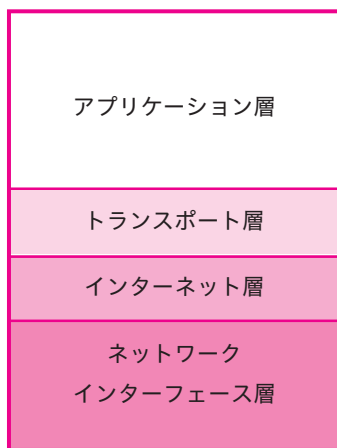 アプリケーション層
トランスポート層
インターネット層
ネットワーク
インターフェース層